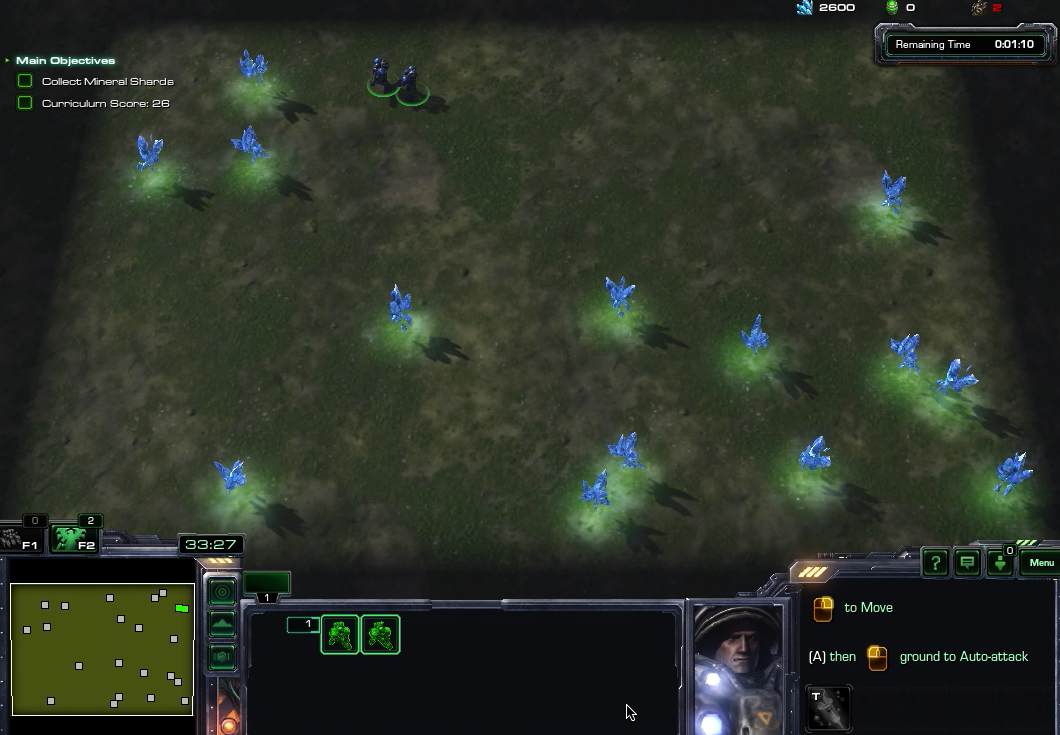 2600 0 2
Remaining Time 0:01:10
Main Objectives
Collect Mineral Shards
Curriculum Score: 26
0 2
F1 F2
33:27
0
? Menu
1
1
to Move
(A) then ground to Auto-attack
T